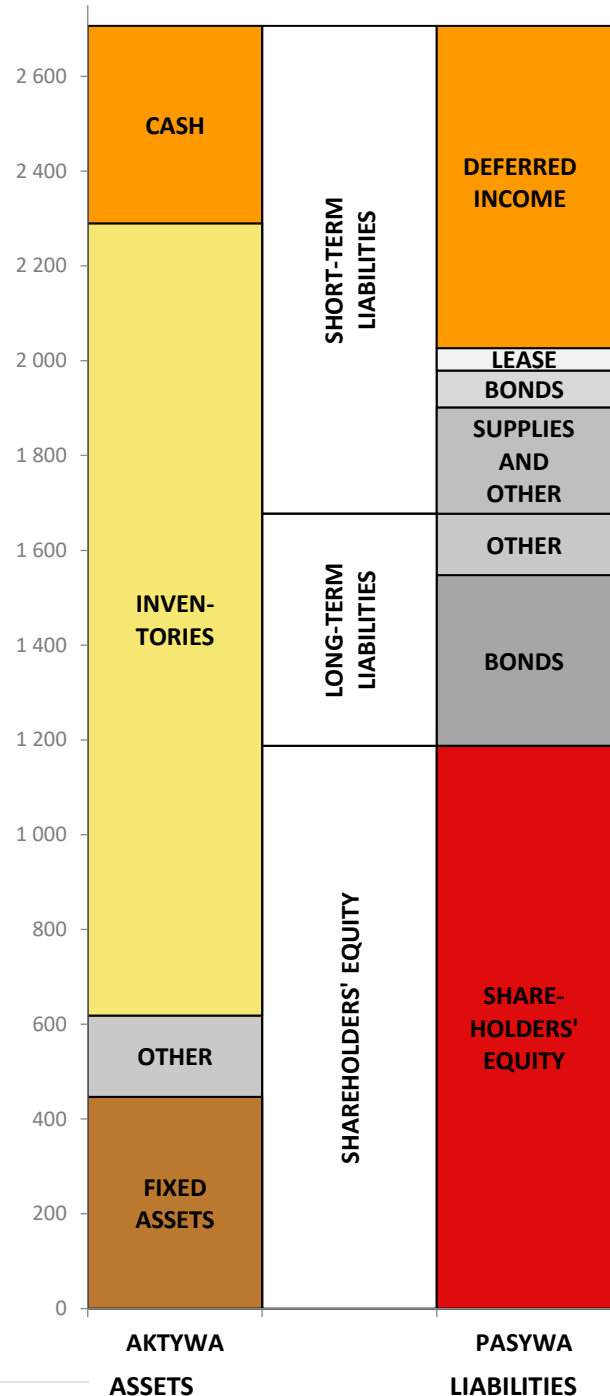 2 600
2 400
2 200
2 000
1 800
1 600
1 400
1 200
1 000
800
600
400
200
0
CASH
INVEN-
TORIES
OTHER
FIXED
ASSETS
SHORT-TERM
LIABILITIES
LONG-TERM
LIABILITIES
SHAREHOLDERS' EQUITY
DEFERRED
INCOME
LEASE
BONDS
SUPPLIES
AND
OTHER
OTHER
BONDS
SHARE-
HOLDERS'
EQUITY
AKTYWA
PASYWA
ASSETS
LIABILITIES